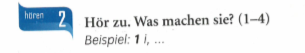 hören
2
Hör zu. Was machen sie? (1–4)
Beispiel: 1 i, ...